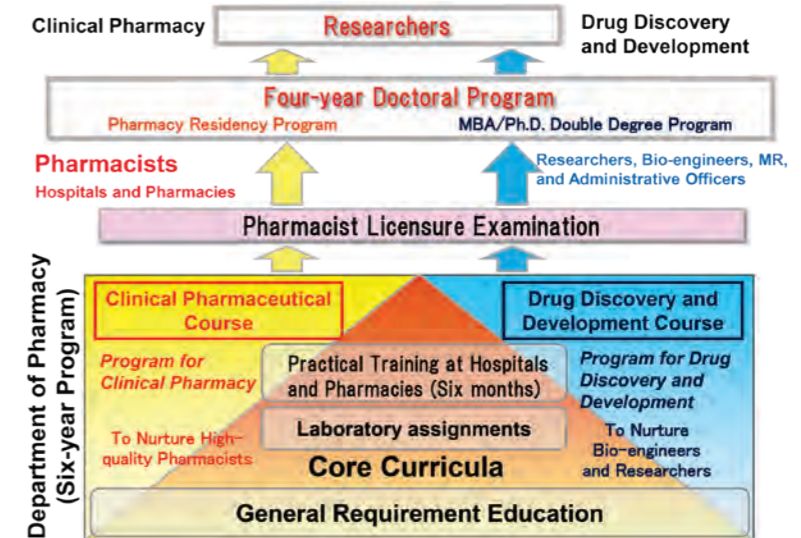 Clinical Pharmacy
Researchers
Drug Discovery
and Development
Four-year Doctoral Program
Pharmacy Residency Program
MBA/Ph.D. Double Degree Program
Pharmacists
Hospitals and Pharmacies
Researchers, Bio-engineers, MR,
and Administrative Officers
Pharmacist Licensure Examination
Department of Pharmacy
(Six-year Program)
Clinical Pharmaceutical
Course
Drug Discovery and
Development Course
Program for
Clinical Pharmacy
Practical Training at Hospitals
and Pharmacies (Six months)
Program for Drug
Discovery and
Development
To Nurture High-
quality Pharmacists
Laboratory assignments
To Nurture
Bio-engineers
and Researchers
Core Curricula
General Requirement Education